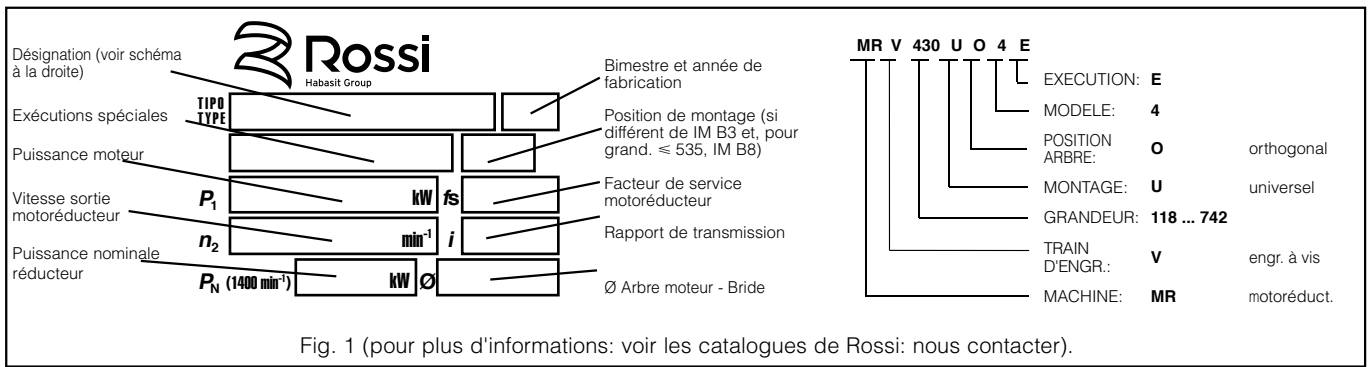 Désignation (voir schéma
à la droite)
Exécutions spéciales
Puissance moteur
Vitesse sortie
motoréducteur
Puissance nominale
réducteur
Rossi
Habasit Group
TIPO
TYPE
P1 kW fs
n2 min-1 i
PN (1400 min-1) kW Ø
Bimestre et année de
fabrication
Position de montage (si
différent de IM B3 et, pour
grand. ≤ 535, IM B8)
Facteur de service
motoréducteur
Rapport de transmission
Ø Arbre moteur - Bride
MR V 430 U O 4 E
EXECUTION: E
MODELE: 4
POSITION
ARBRE: O orthogonal
MONTAGE: U universel
GRANDEUR: 118 ... 742
TRAIN
D'ENGR.: V engr. à vis
MACHINE: MR motoréduct.
Fig. 1 (pour plus d'informations: voir les catalogues de Rossi: nous contacter).